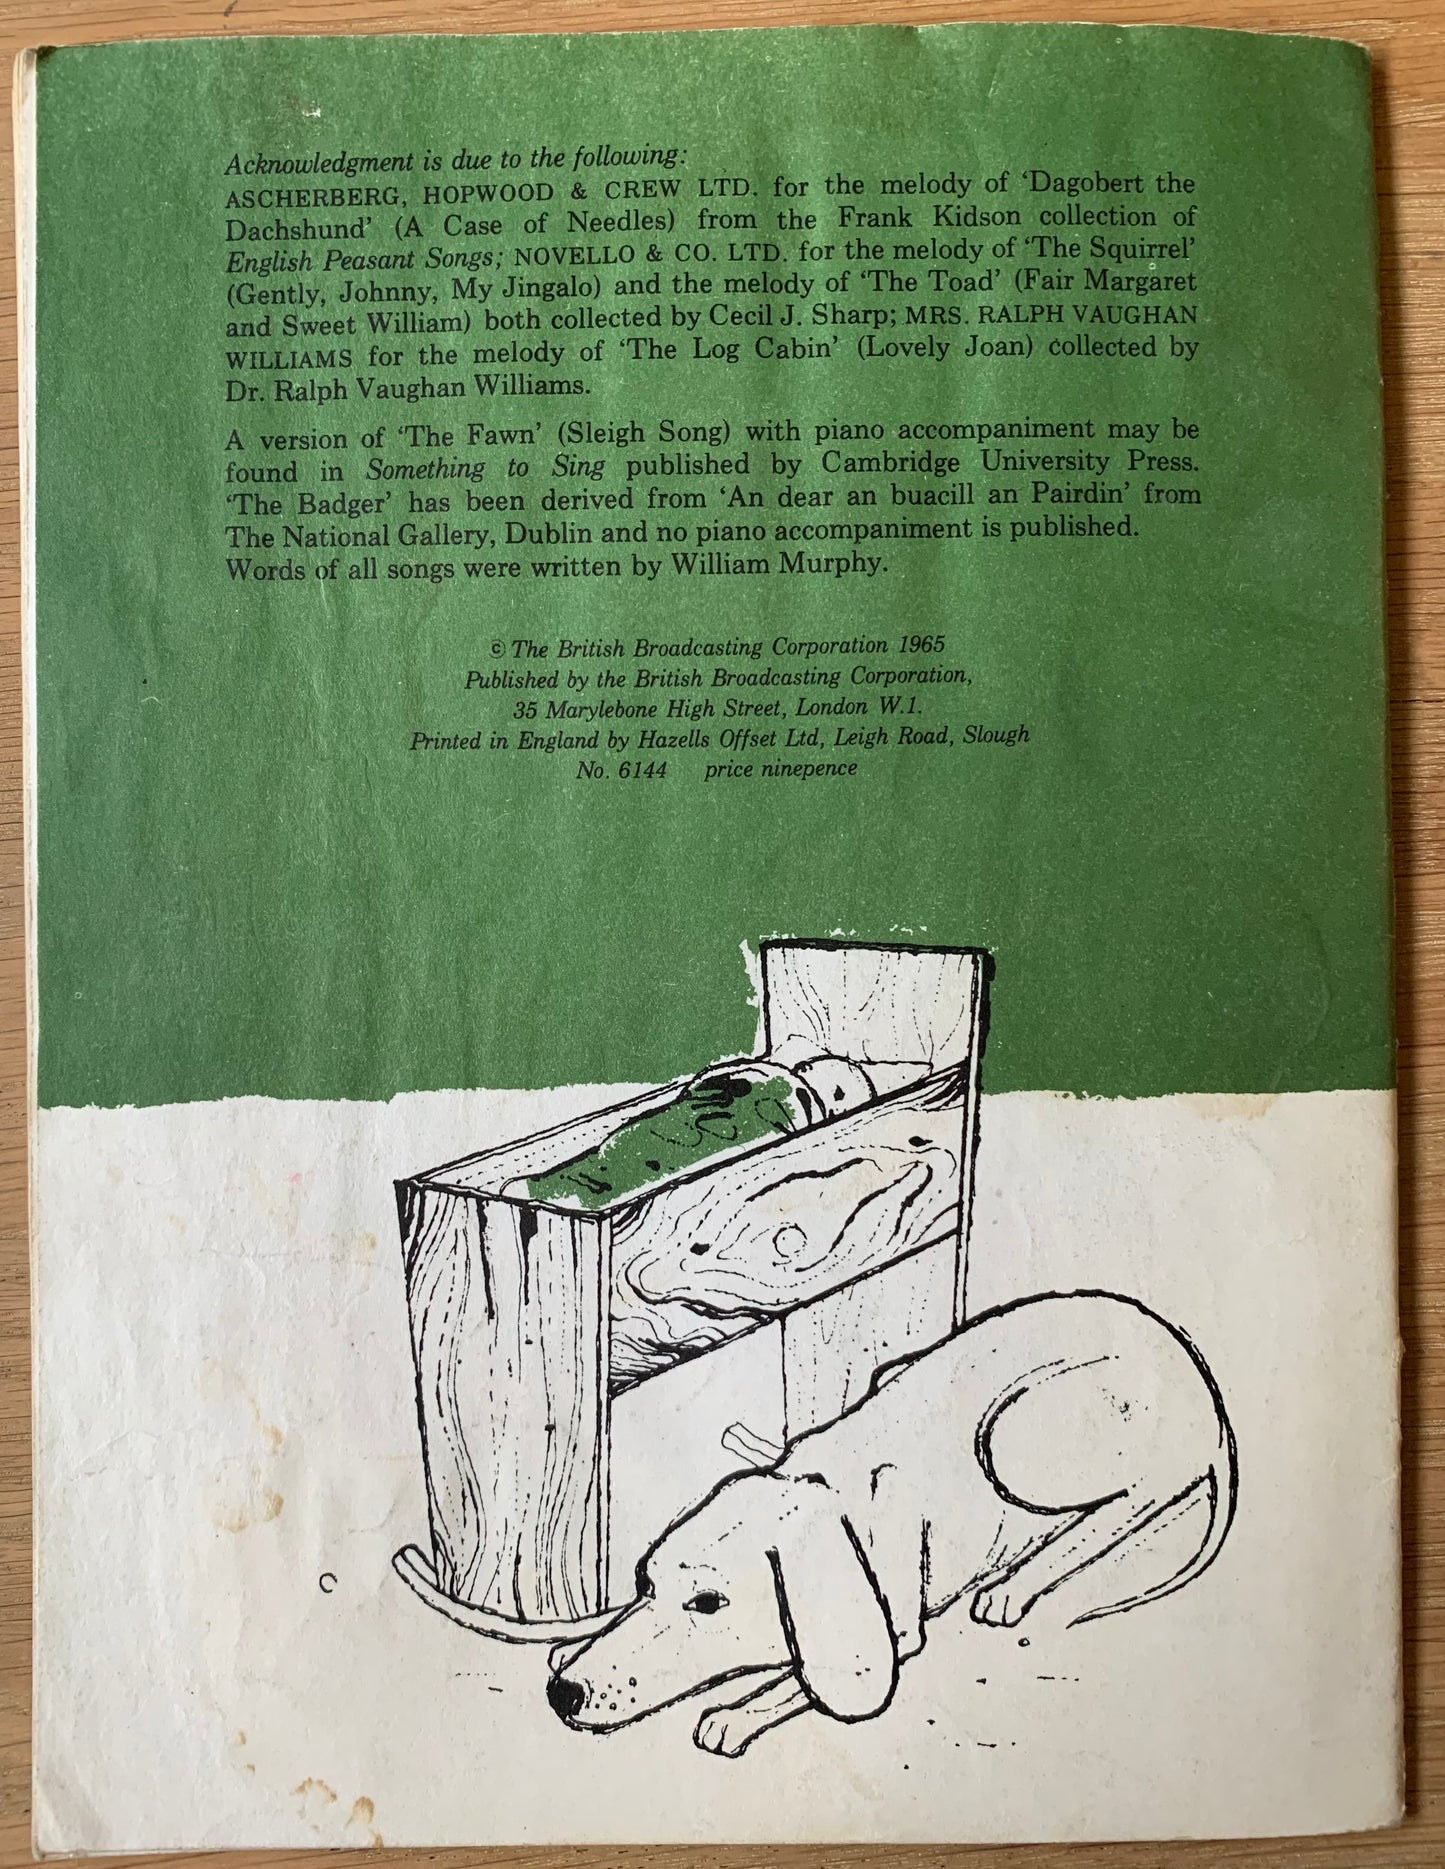 Acknowledgment is due to the following:
ASCHERBERG, HOPWOOD & CREW LTD. for the melody of ‘Dagobert the
Dachshund’ (A Case of Needles) from the Frank Kidson collection of
English Peasant Songs; NOVELLO & CO. LTD. for the melody of ‘The Squirrel’
(Gently, Johnny, My Jingalo) and the melody of ‘The Toad’ (Fair Margaret
and Sweet William) both collected by Cecil J. Sharp; MRS. RALPH VAUGHAN
WILLIAMS for the melody of ‘The Log Cabin’ (Lovely Joan) collected by
Dr. Ralph Vaughan Williams.
A version of ‘The Fawn’ (Sleigh Song) with piano accompaniment may be
found in Something to Sing published by Cambridge University Press.
‘The Badger’ has been derived from ‘An dear an buacill an Pairdin’ from
The National Gallery, Dublin and no piano accompaniment is published.
Words of all songs were written by William Murphy.
© The British Broadcasting Corporation 1965
Published by the British Broadcasting Corporation,
35 Marylebone High Street, London W.1.
Printed in England by Hazells Offset Ltd, Leigh Road, Slough
No. 6144 price ninepence